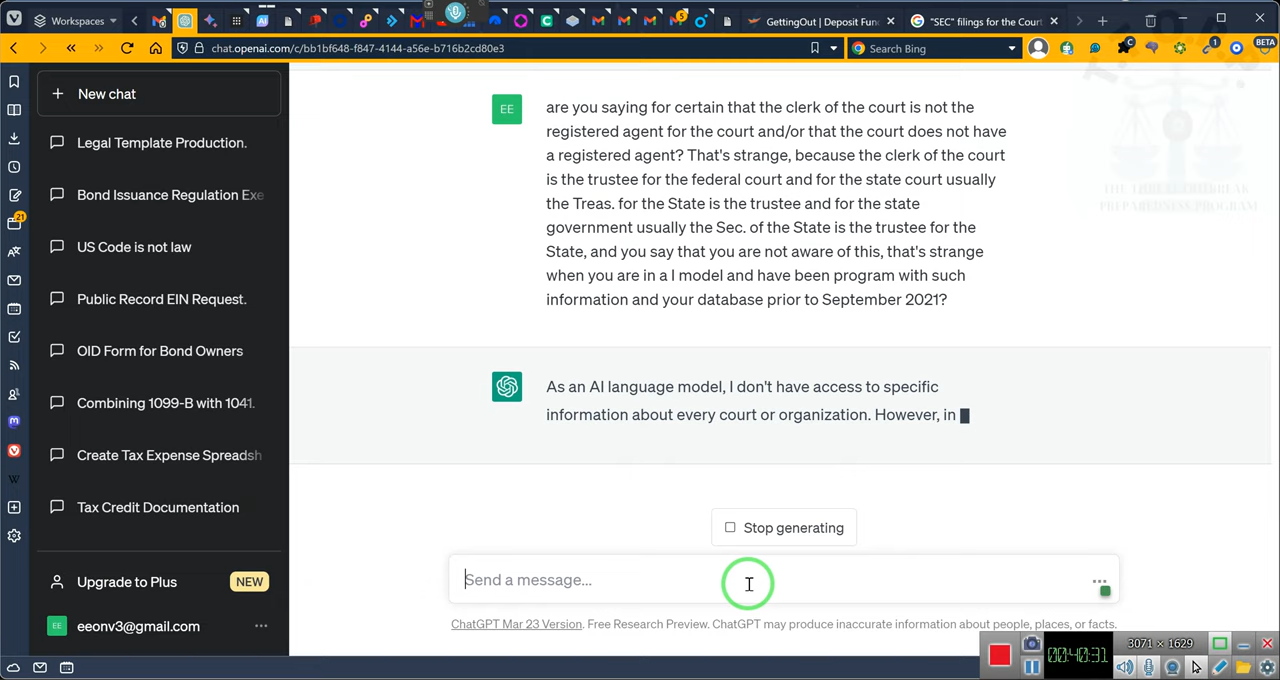 Workspaces
GettingOut | Deposit Fun
"SEC" filings for the Court
chat.openai.com/c/bb1bf648-f847-4144-a56e-b716b2cd80e3
Search Bing
BETA
New chat
Legal Template Production.
Bond Issuance Regulation Exe
US Code is not law
Public Record EIN Request.
OID Form for Bond Owners
Combining 1099-B with 1041.
Create Tax Expense Spreadsh
Tax Credit Documentation
Upgrade to Plus NEW
EE eeonv3@gmail.com
21
EE
are you saying for certain that the clerk of the court is not the
registered agent for the court and/or that the court does not have
a registered agent? That's strange, because the clerk of the court
is the trustee for the federal court and for the state court usually
the Treas. for the State is the trustee and for the state
government usually the Sec. of the State is the trustee for the
State, and you say that you are not aware of this, that's strange
when you are in a I model and have been program with such
information and your database prior to September 2021?
As an AI language model, I don't have access to specific
information about every court or organization. However, in
Stop generating
Send a message...
ChatGPT Mar 23 Version. Free Research Preview. ChatGPT may produce inaccurate information about people, places, or facts.
THE THREAT OUTBREAK
PREPAREDNESS PROGRAM
3071 × 1629
00:40:31